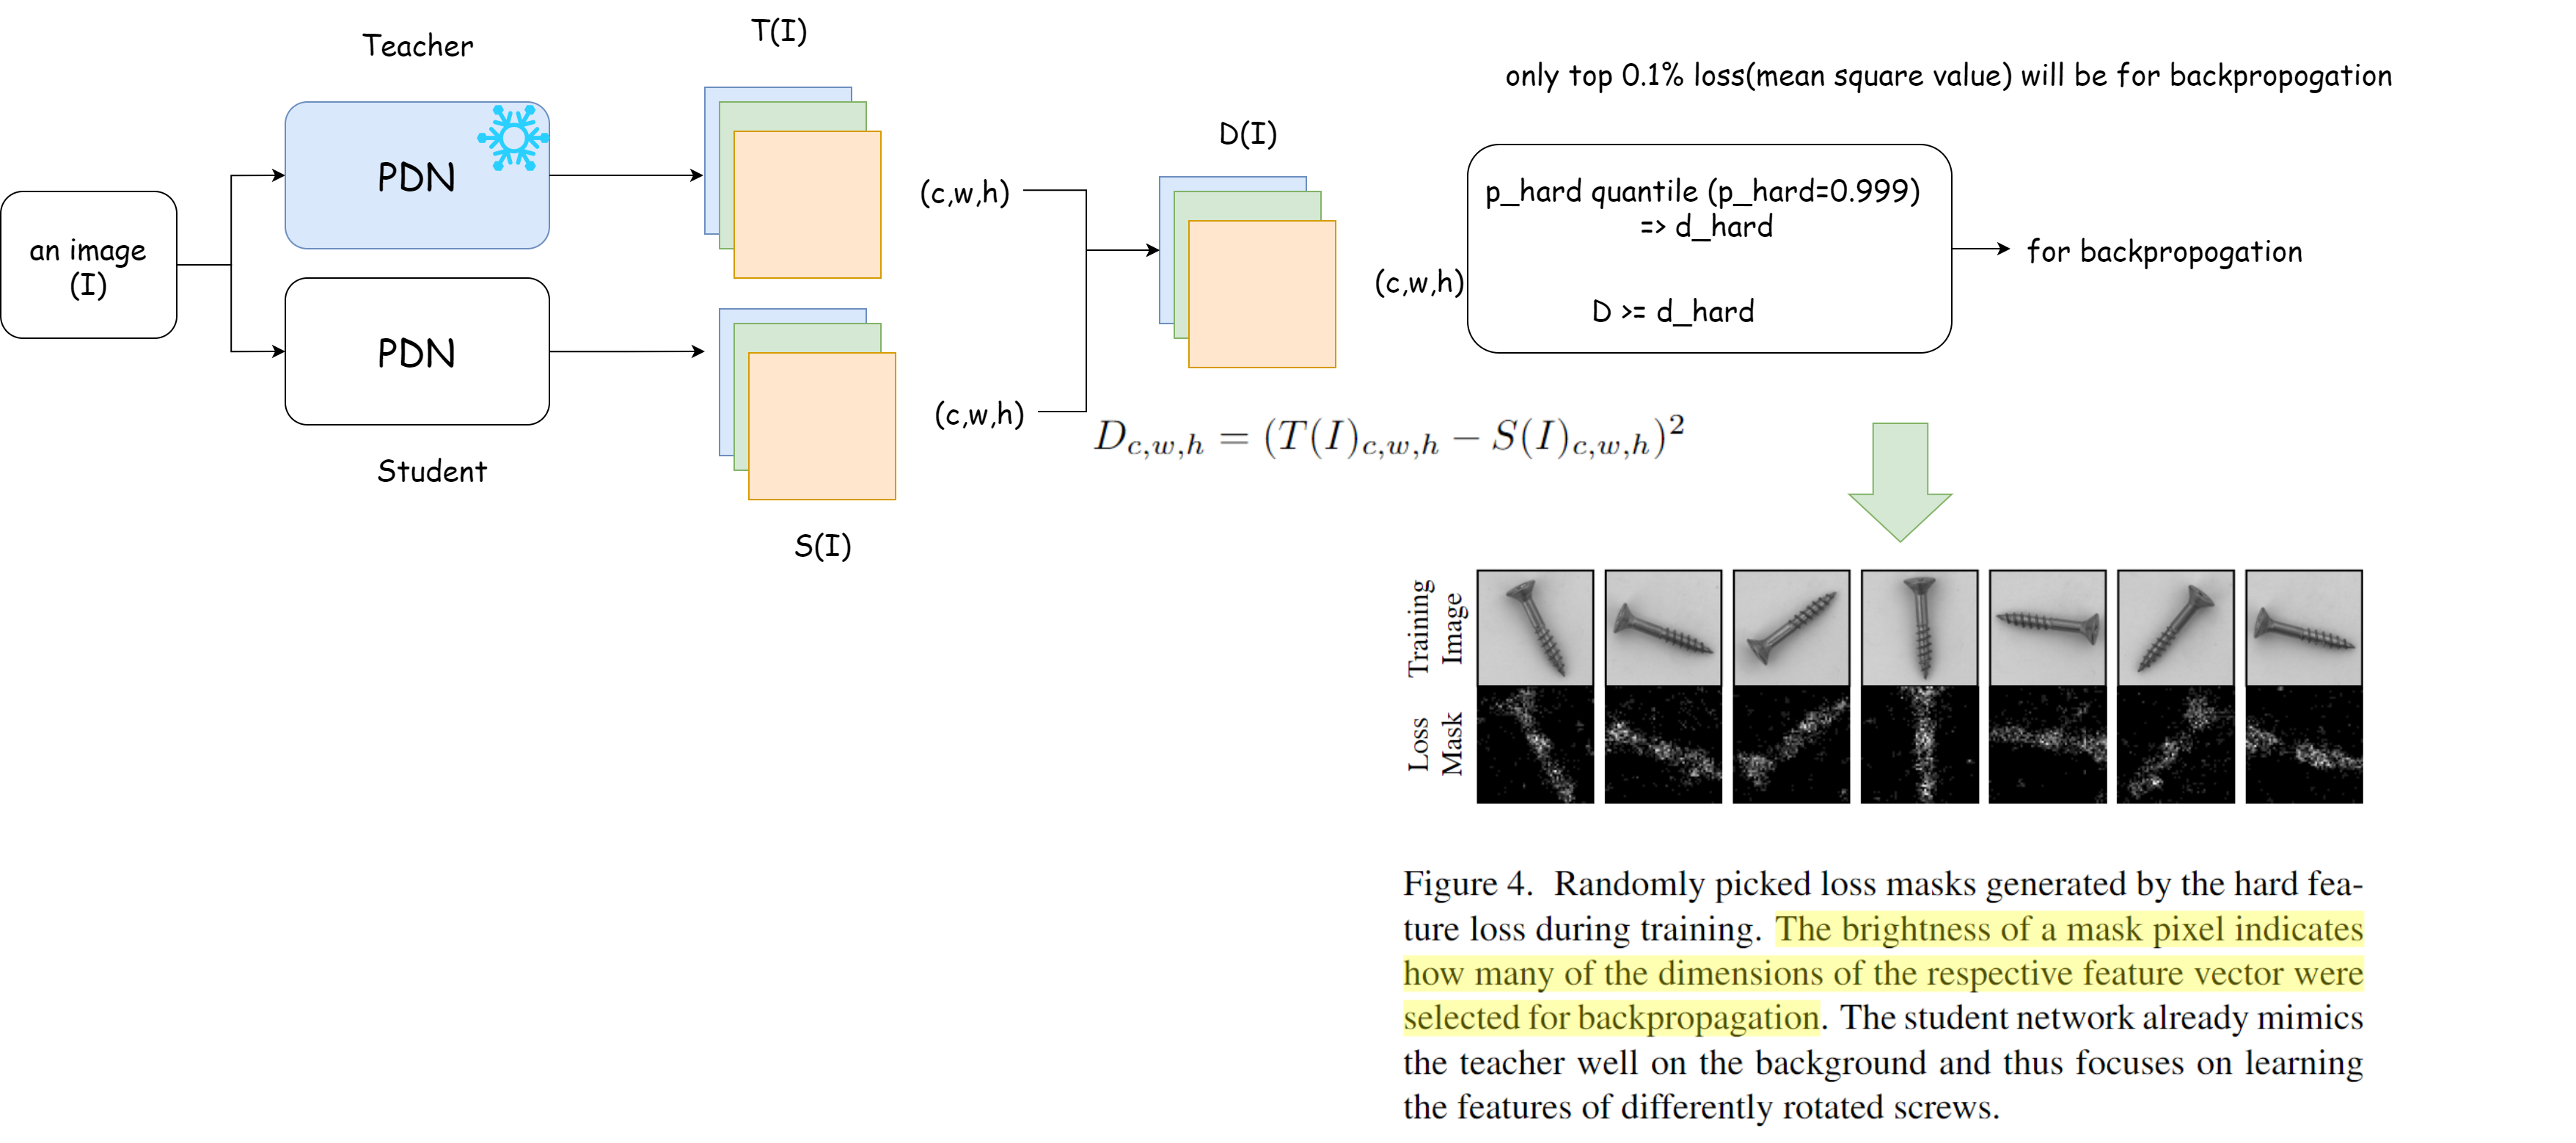 Teacher
PDN
an image
(I)
PDN
Student
T(I)
(c,w,h)
(c,w,h)
S(I)
D(I)
(c,w,h)
D_{c,w,h} = (T(I)_{c,w,h} − S(I)_{c,w,h})^2
only top 0.1% loss(mean square value) will be for backpropogation
p_hard quantile (p_hard=0.999)
=> d_hard
D >= d_hard
for backpropogation
Training
Image
Loss
Mask
Figure 4. Randomly picked loss masks generated by the hard fea-
ture loss during training. The brightness of a mask pixel indicates
how many of the dimensions of the respective feature vector were
selected for backpropagation. The student network already mimics
the teacher well on the background and thus focuses on learning
the features of differently rotated screws.